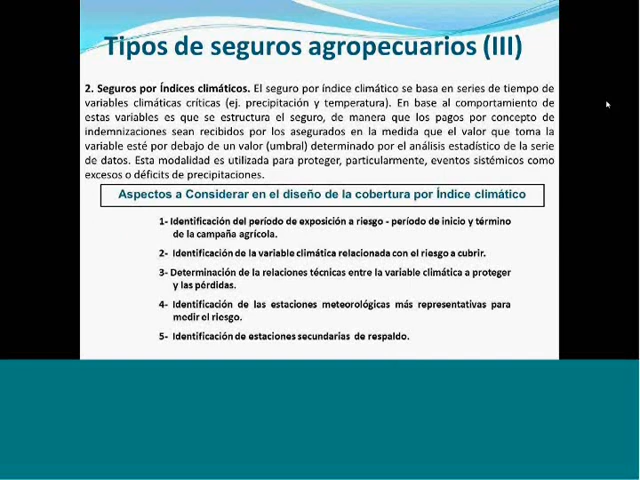 Tipos de seguros agropecuarios (III)
2. Seguros por Índices climáticos. El seguro por índice climático se basa en series de tiempo de
variables climáticas críticas (ej. precipitación y temperatura). En base al comportamiento de
estas variables es que se estructura el seguro, de manera que los pagos por concepto de
indemnizaciones sean recibidos por los asegurados en la medida que el valor que toma la
variable esté por debajo de un valor (umbral) determinado por el análisis estadístico de la serie
de datos. Esta modalidad es utilizada para proteger, particularmente, eventos sistémicos como
excesos o déficits de precipitaciones.
Aspectos a Considerar en el diseño de la cobertura por Índice climático
1- Identificación del período de exposición a riesgo - período de inicio y término
de la campaña agrícola.
2- Identificación de la variable climática relacionada con el riesgo a cubrir.
3- Determinación de la relaciones técnicas entre la variable climática a proteger
y las pérdidas.
4- Identificación de las estaciones meteorológicas más representativas para
medir el riesgo.
5- Identificación de estaciones secundarias de respaldo.